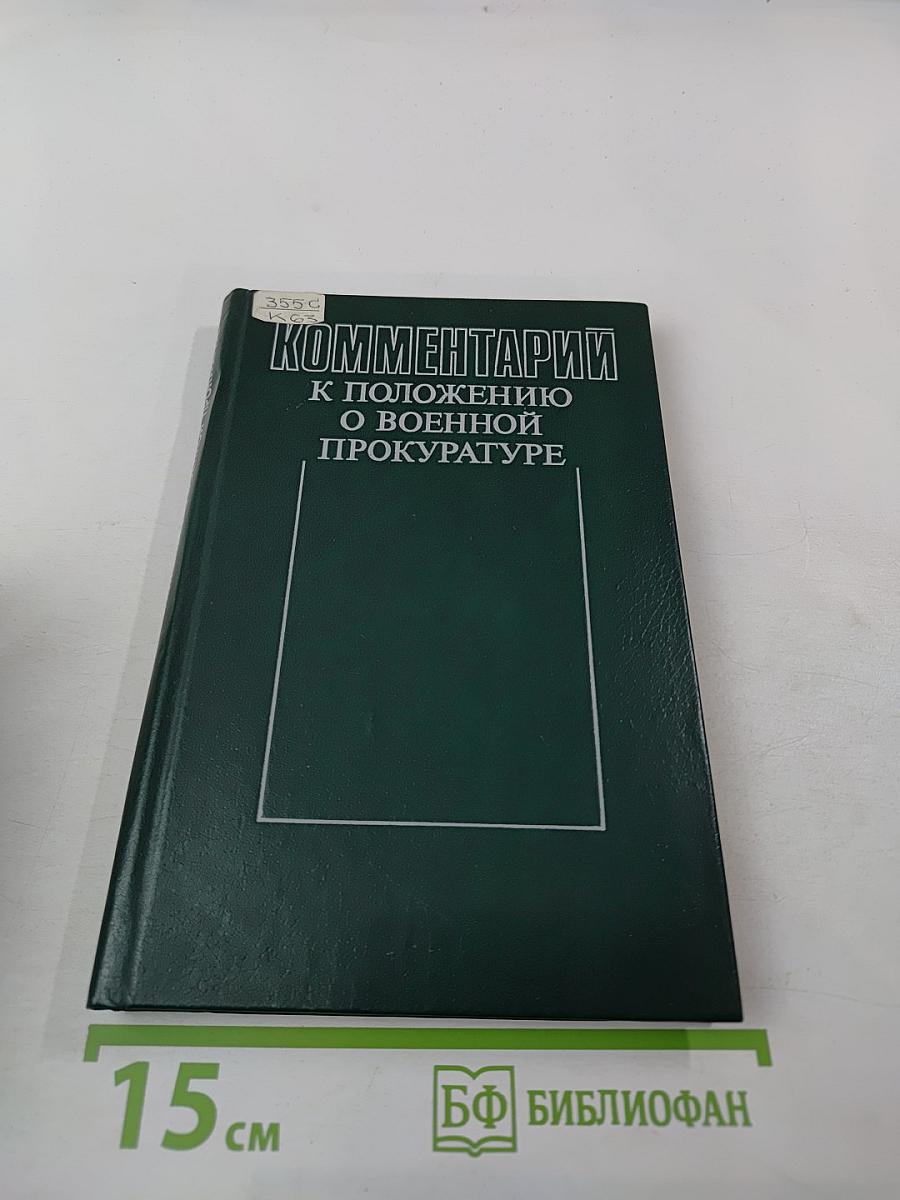 355с
К63
КОММЕНТАРИЙ
К ПОЛОЖЕНИЮ
О ВОЕННОЙ
ПРОКУРАТУРЕ
15 см
БФ БИБЛИОФАН